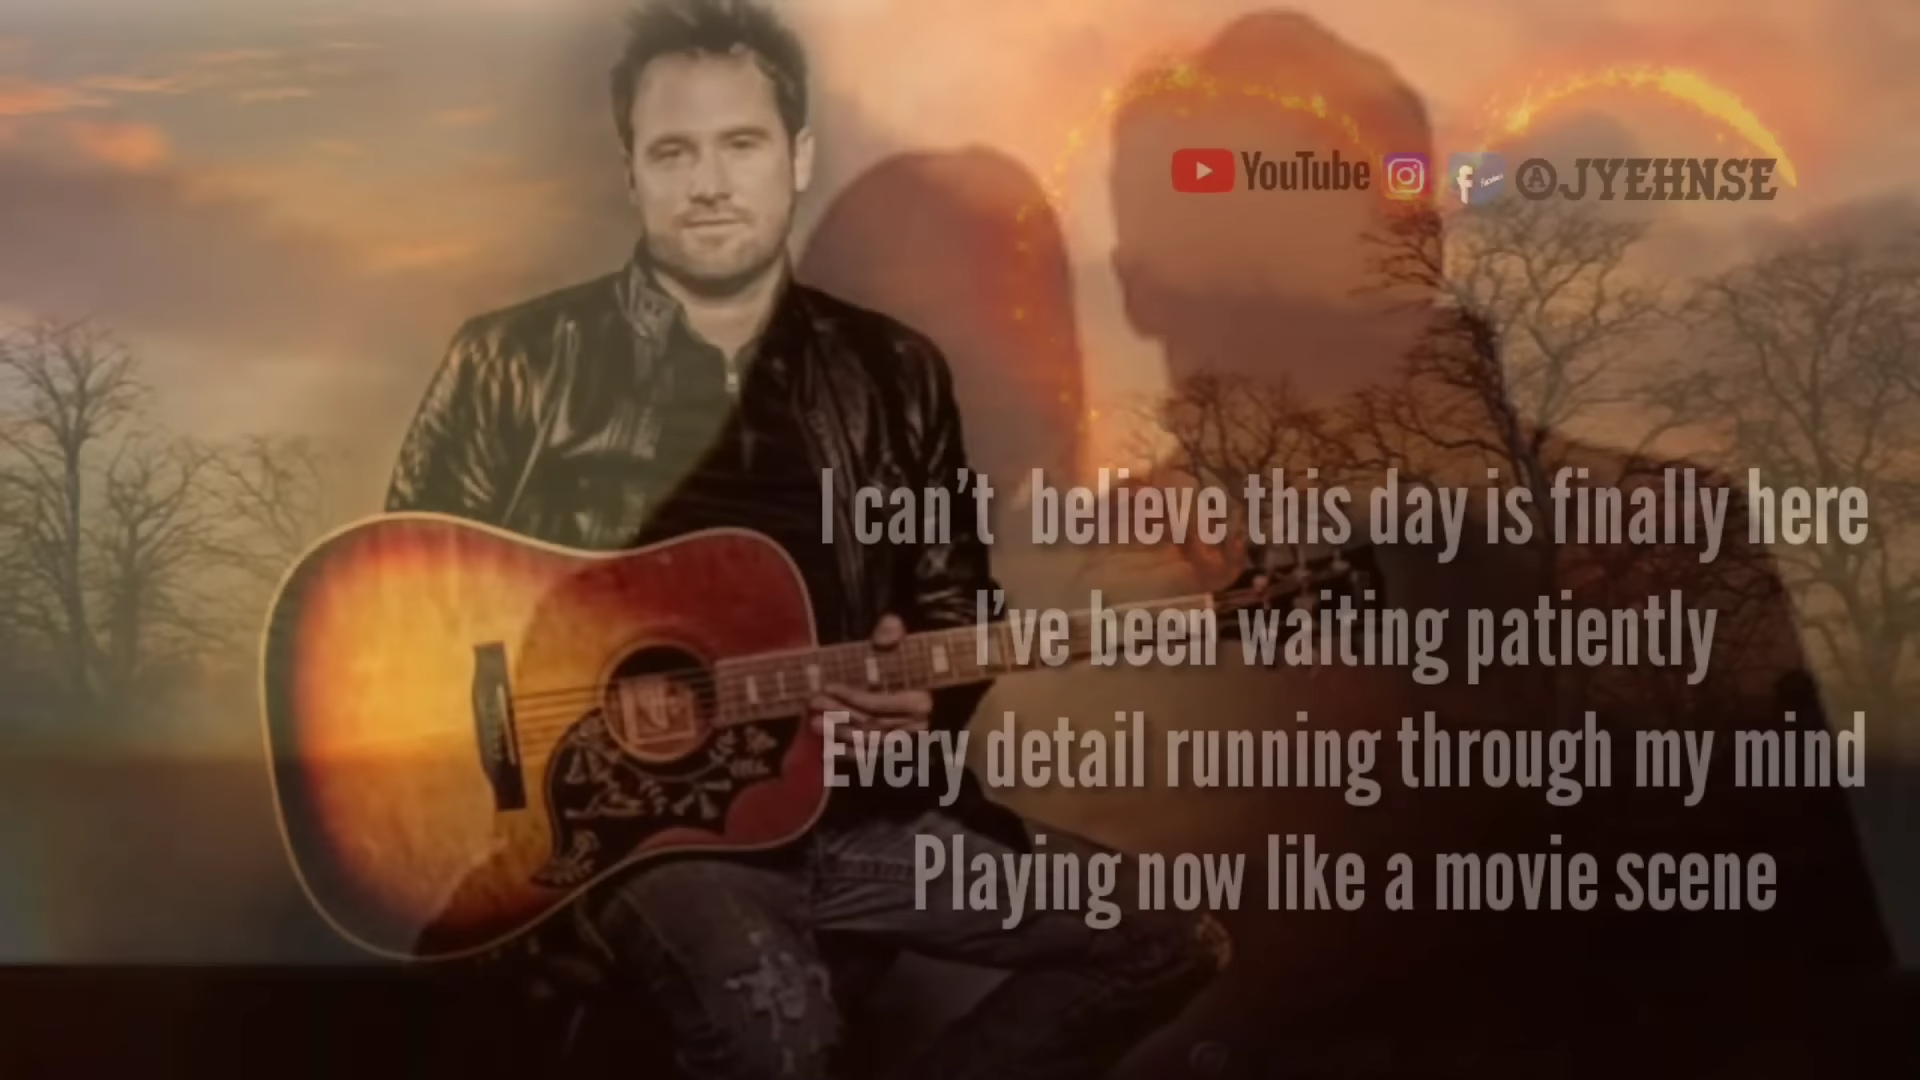 YouTube Facebook @JYEHNSE
I can't believe this day is finally here
I've been waiting patiently
Every detail running through my mind
Playing now like a movie scene